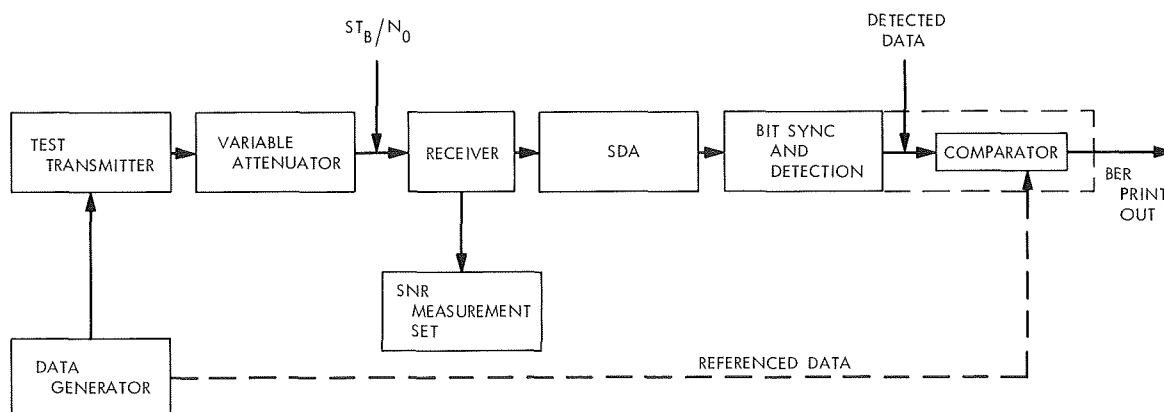 ST_B/N_0
DETECTED
DATA
TEST
TRANSMITTER
VARIABLE
ATTENUATOR
RECEIVER
SDA
BIT SYNC
AND
DETECTION
COMPARATOR
BER
PRINT
OUT
SNR
MEASUREMENT
SET
DATA
GENERATOR
REFERENCED DATA